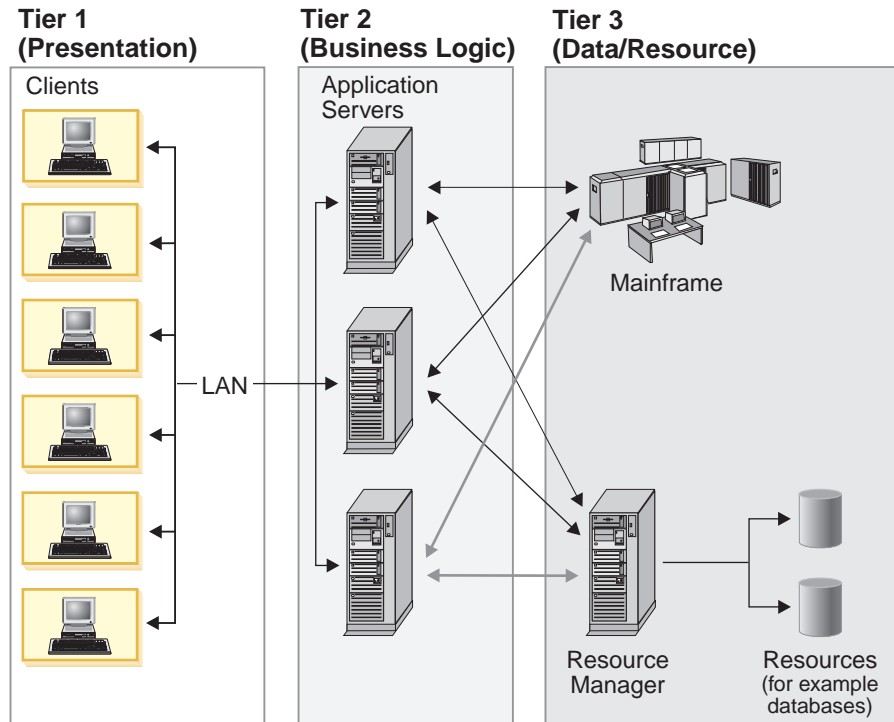 Tier 1
(Presentation)
Tier 2
(Business Logic)
Tier 3
(Data/Resource)
Clients
Application
Servers
Mainframe
LAN
Resource
Manager
Resources
(for example
databases)